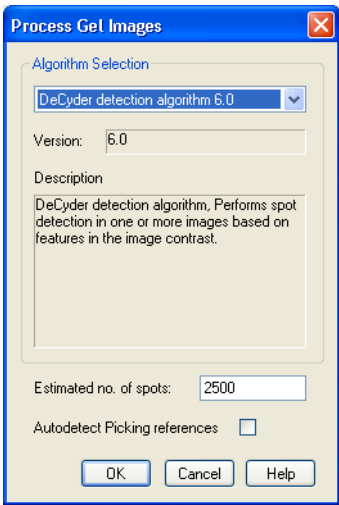 Process Gel Images
Algorithm Selection
DeCyder detection algorithm 6.0
Version: 6.0
Description
DeCyder detection algorithm, Performs spot
detection in one or more images based on
features in the image contrast.
Estimated no. of spots: 2500
Autodetect Picking references
OK Cancel Help